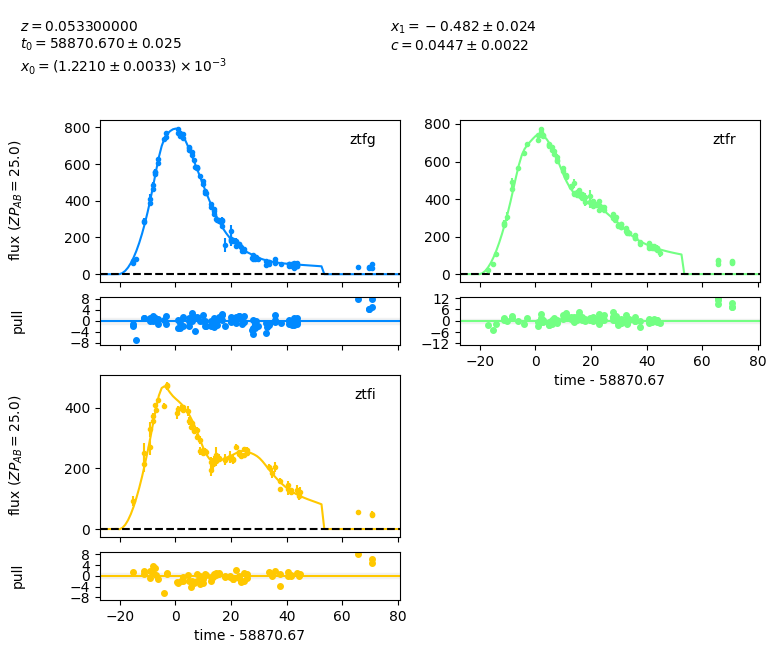 z = 0.053300000
t₀ = 58870.670 ± 0.025
x₀ = (1.2210 ± 0.0033) × 10⁻³
x₁ = −0.482 ± 0.024
c = 0.0447 ± 0.0022
ztfg
flux (ZP_AB = 25.0)
800
600
400
200
0
ztfr
800
600
400
200
0
pull
8
4
0
−4
−8
12
6
0
−6
−12
−20 0 20 40 60 80
time - 58870.67
ztfi
flux (ZP_AB = 25.0)
400
200
0
pull
8
4
0
−4
−8
−20 0 20 40 60 80
time - 58870.67